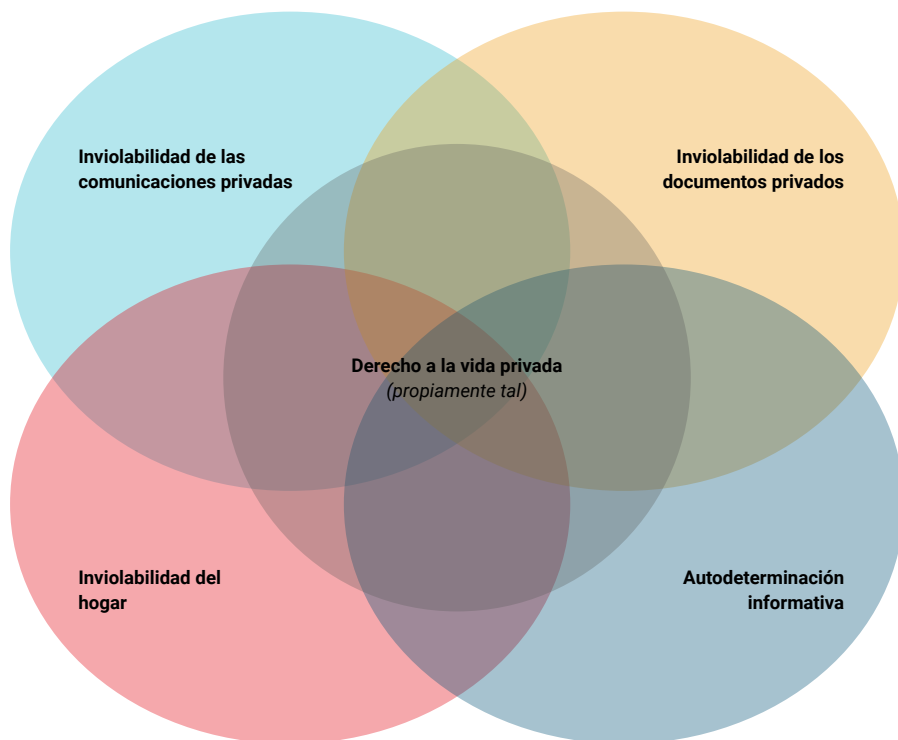 Inviolabilidad de las
comunicaciones privadas
Inviolabilidad de los
documentos privados
Derecho a la vida privada
(propiamente tal)
Inviolabilidad del
hogar
Autodeterminación
informativa